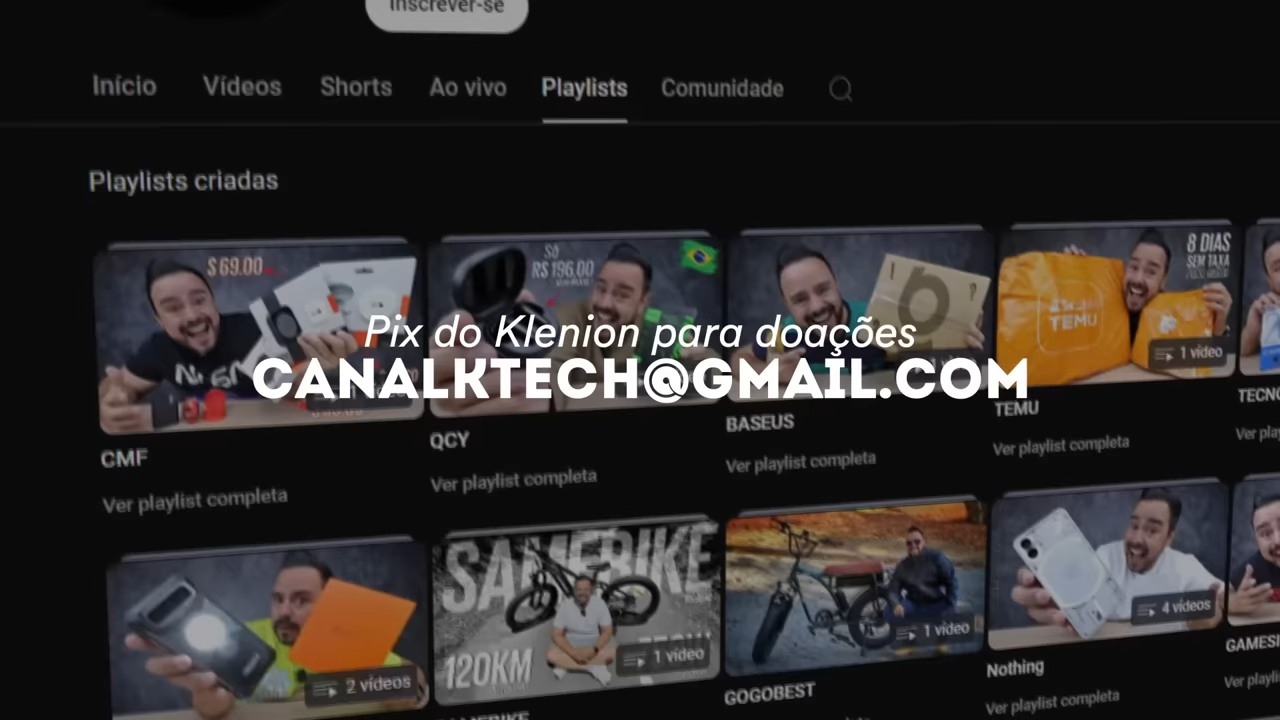 Inscrever-se
Início Vídeos Shorts Ao vivo Playlists Comunidade
Playlists criadas
$69.00
SÓ
R$196,00
8 DIAS
SEM TAXA
TEMU
1 vídeo
Pix do Klenion para doações
CANALKTECH@GMAIL.COM
CMF
QCY
BASEUS
TEMU
Ver playlist completa
Ver playlist completa
Ver playlist completa
Ver playlist completa
SAMEBIKE
120KM
2 vídeos
1 vídeo
1 vídeo
4 vídeos
GOGOBEST
Nothing
Ver playlist completa